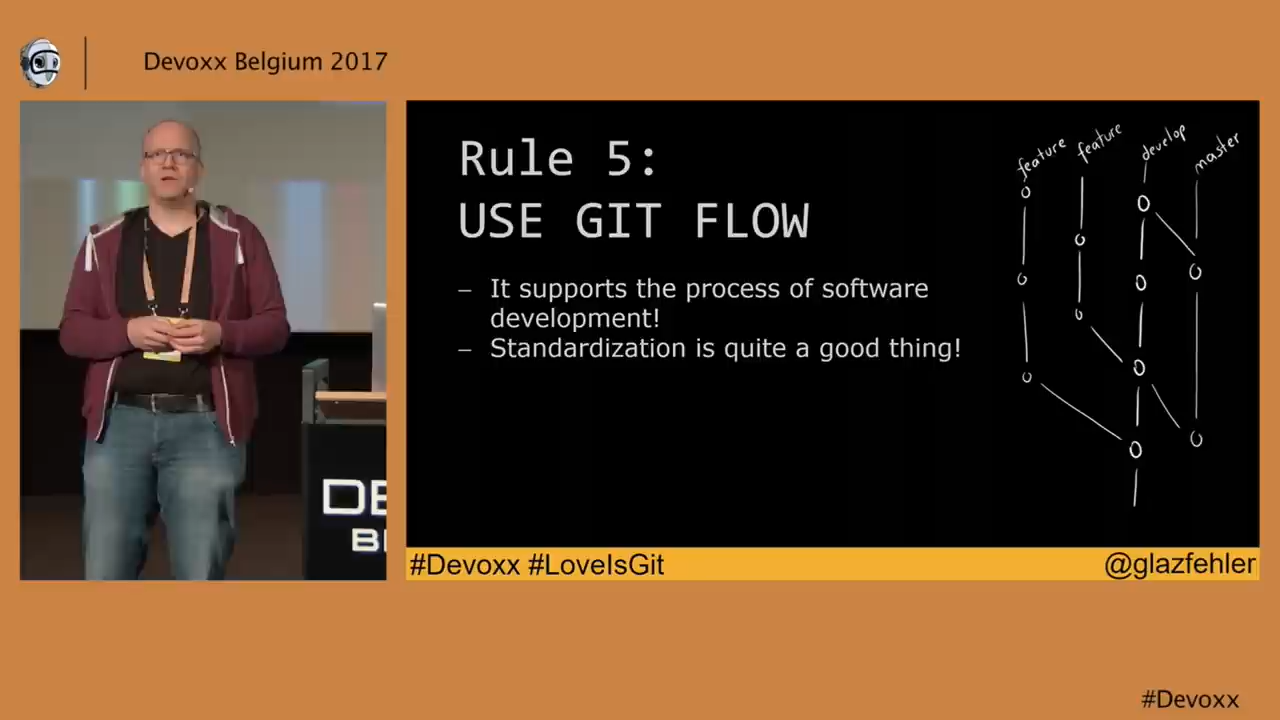 Devoxx Belgium 2017
Rule 5:
USE GIT FLOW
– It supports the process of software
development!
– Standardization is quite a good thing!
feature
feature
develop
master
#Devoxx #LoveIsGit
@glazfehler
DE
B
#Devoxx